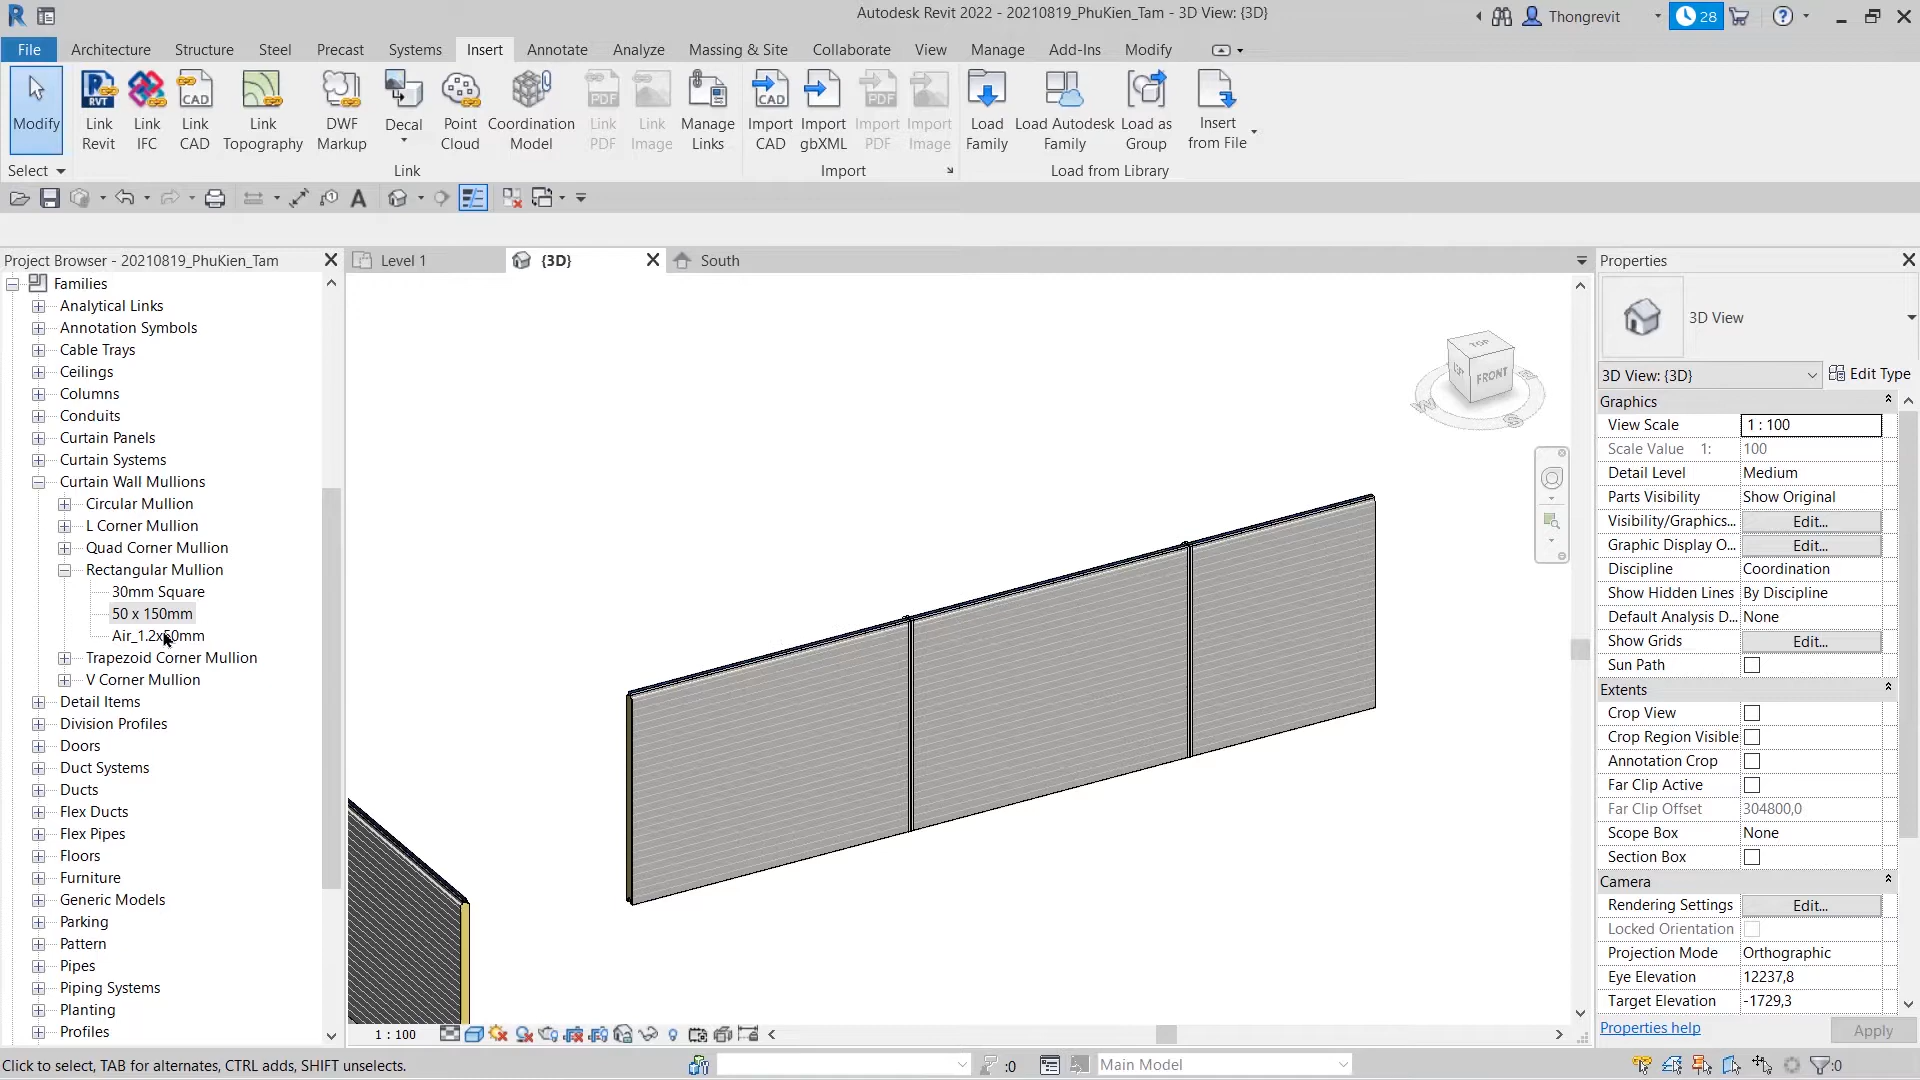 Autodesk Revit 2022 - 20210819_PhuKien_Tam - 3D View: {3D}
Thongrevit
28
File Architecture Structure Steel Precast Systems Insert Annotate Analyze Massing & Site Collaborate View Manage Add-Ins Modify
Modify
Link Revit
Link IFC
Link CAD
Link Topography
DWF Markup
Decal
Point Cloud
Coordination Model
Link PDF
Link Image
Manage Links
Import CAD
Import gbXML
Import PDF
Import Image
Load Family
Load Autodesk Family
Load as Group
Insert from File
Select Link Import Load from Library
Project Browser - 20210819_PhuKien_Tam
Level 1 {3D} South
Families
Analytical Links
Annotation Symbols
Cable Trays
Ceilings
Columns
Conduits
Curtain Panels
Curtain Systems
Curtain Wall Mullions
Circular Mullion
L Corner Mullion
Quad Corner Mullion
Rectangular Mullion
30mm Square
50 x 150mm
Air_1.2x60mm
Trapezoid Corner Mullion
V Corner Mullion
Detail Items
Division Profiles
Doors
Duct Systems
Ducts
Flex Ducts
Flex Pipes
Floors
Furniture
Generic Models
Parking
Pattern
Pipes
Piping Systems
Planting
Profiles
TOP
FRONT
W
S
1 : 100
Properties
3D View
3D View: {3D} Edit Type
Graphics
View Scale 1 : 100
Scale Value 1: 100
Detail Level Medium
Parts Visibility Show Original
Visibility/Graphics... Edit...
Graphic Display O... Edit...
Discipline Coordination
Show Hidden Lines By Discipline
Default Analysis D... None
Show Grids Edit...
Sun Path
Extents
Crop View
Crop Region Visible
Annotation Crop
Far Clip Active
Far Clip Offset 304800,0
Scope Box None
Section Box
Camera
Rendering Settings Edit...
Locked Orientation
Projection Mode Orthographic
Eye Elevation 12237,8
Target Elevation -1729,3
Properties help Apply
Click to select, TAB for alternates, CTRL adds, SHIFT unselects.
:0
Main Model
:0